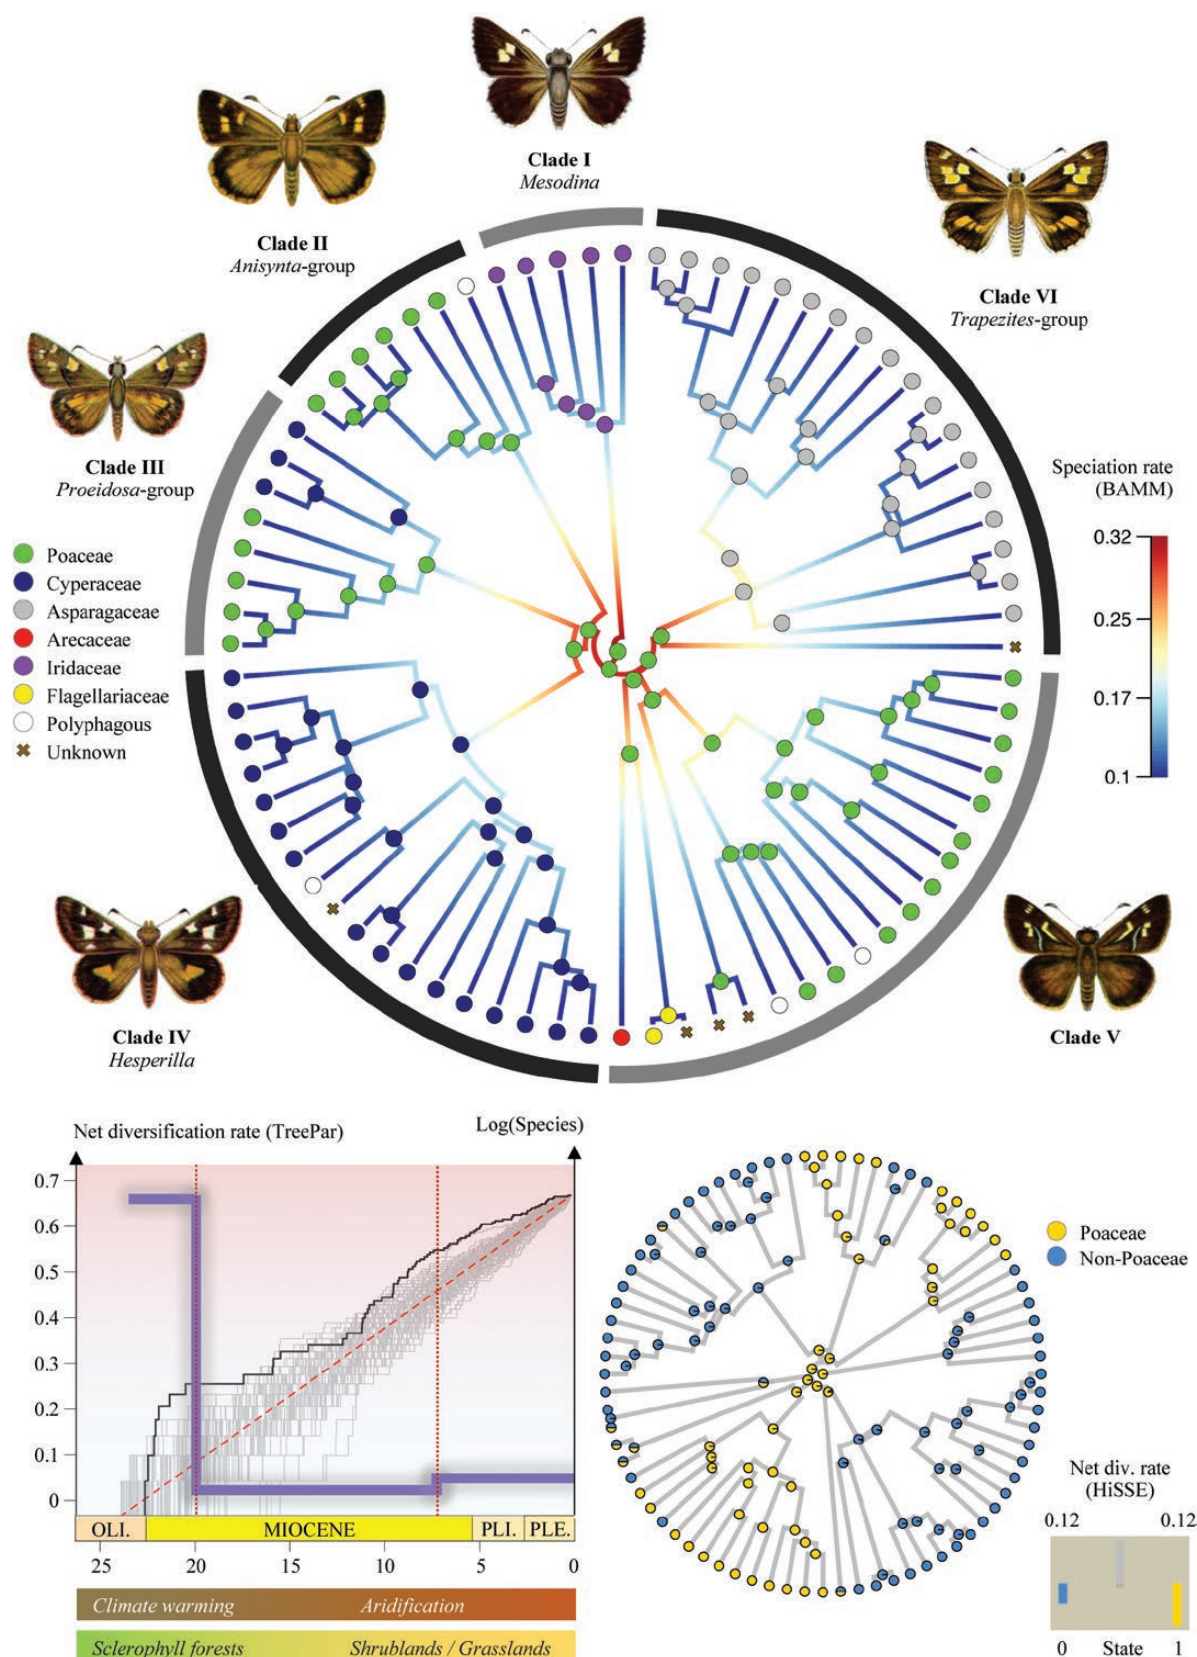 Clade I
Mesodina
Clade II
Anisynta-group
Clade VI
Trapezites-group
Clade III
Proeidosa-group
Speciation rate
(BAMM)
0.32
0.25
0.17
0.1
Poaceae
Cyperaceae
Asparagaceae
Arecaceae
Iridaceae
Flagellariaceae
Polyphagous
Unknown
Clade IV
Hesperilla
Clade V
Net diversification rate (TreePar)
Log(Species)
0.7
0.6
0.5
0.4
0.3
0.2
0.1
0
OLI.
MIOCENE
PLI.
PLE.
25
20
15
10
5
0
Climate warming
Aridification
Sclerophyll forests
Shrublands / Grasslands
Poaceae
Non-Poaceae
Net div. rate
(HiSSE)
0.12
0.128
0
State
1